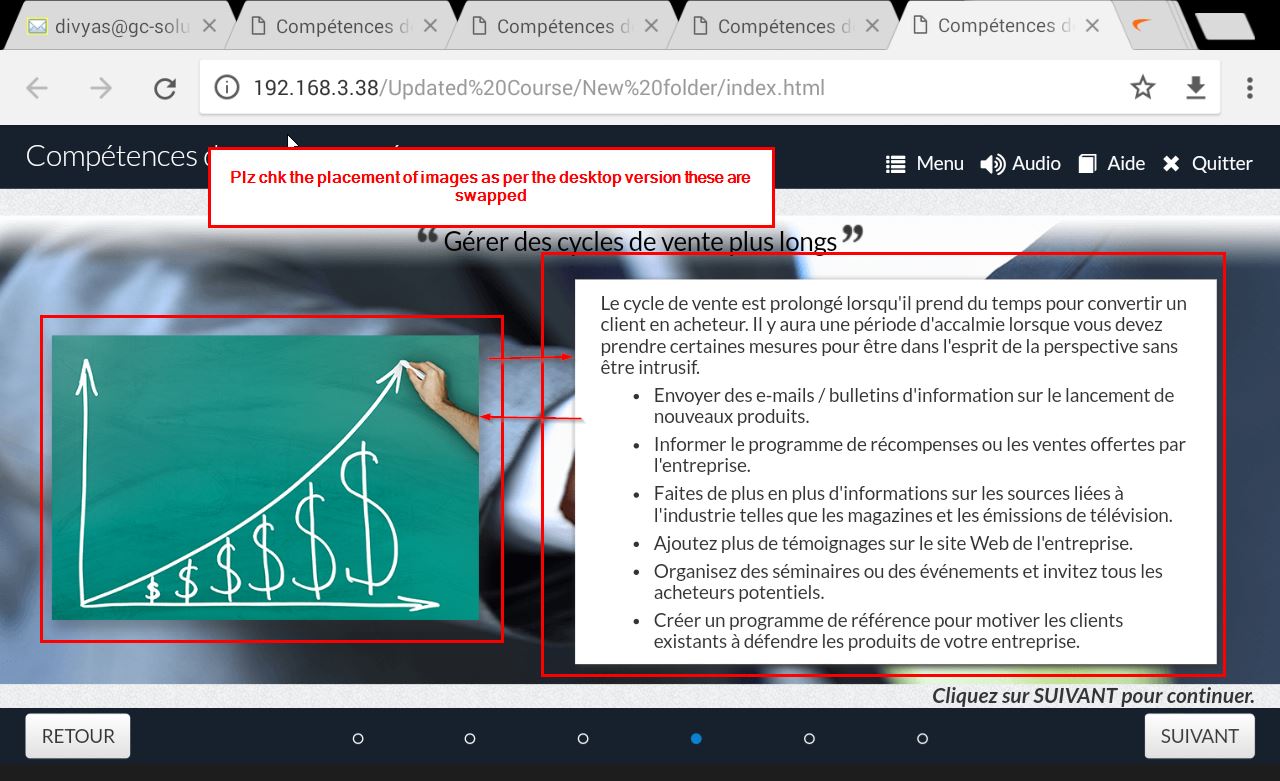 divyas@gc-solu
Compétences d
Compétences d
Compétences d
Compétences de
192.168.3.38/Updated%20Course/New%20folder/index.html
Compétences d
Menu
Audio
Aide
Quitter
Plz chk the placement of images as per the desktop version these are
swapped
“ Gérer des cycles de vente plus longs ”
Le cycle de vente est prolongé lorsqu'il prend du temps pour convertir un
client en acheteur. Il y aura une période d'accalmie lorsque vous devez
prendre certaines mesures pour être dans l'esprit de la perspective sans
être intrusif.
• Envoyer des e-mails / bulletins d'information sur le lancement de
nouveaux produits.
• Informer le programme de récompenses ou les ventes offertes par
l'entreprise.
• Faites de plus en plus d'informations sur les sources liées à
l'industrie telles que les magazines et les émissions de télévision.
• Ajoutez plus de témoignages sur le site Web de l'entreprise.
• Organisez des séminaires ou des événements et invitez tous les
acheteurs potentiels.
• Créer un programme de référence pour motiver les clients
existants à défendre les produits de votre entreprise.
$ $ $ $ $ $
Cliquez sur SUIVANT pour continuer.
RETOUR
SUIVANT